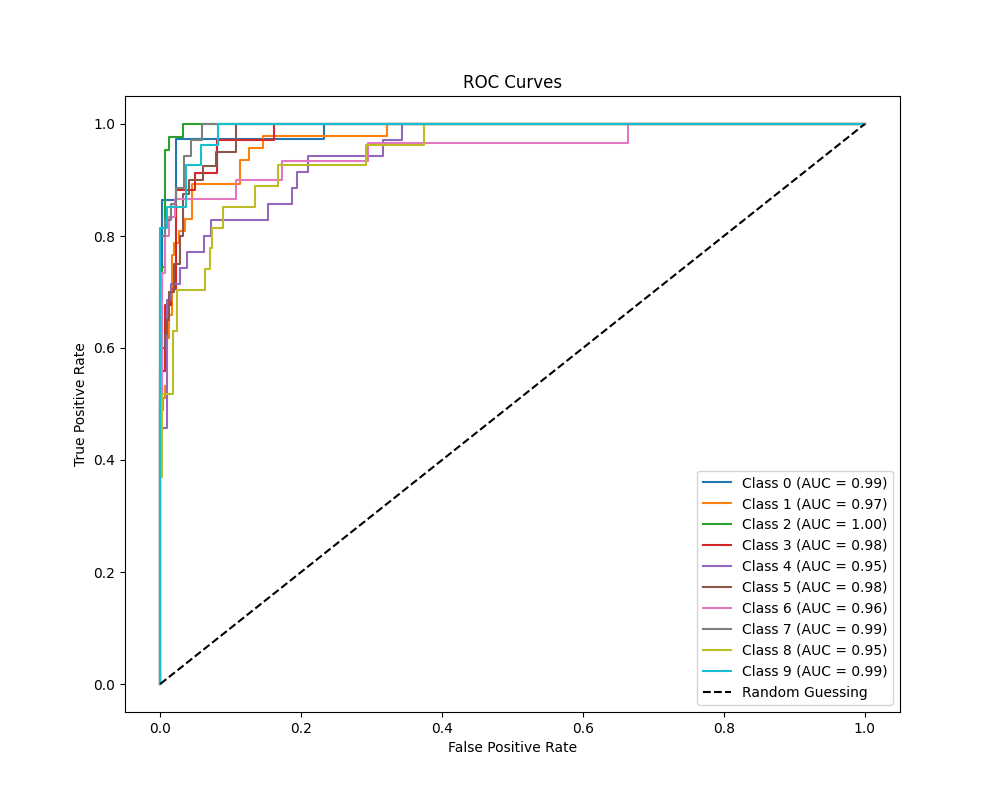 ROC Curves
True Positive Rate
1.0
0.8
0.6
0.4
0.2
0.0
0.0 0.2 0.4 0.6 0.8 1.0
False Positive Rate
Class 0 (AUC = 0.99)
Class 1 (AUC = 0.97)
Class 2 (AUC = 1.00)
Class 3 (AUC = 0.98)
Class 4 (AUC = 0.95)
Class 5 (AUC = 0.98)
Class 6 (AUC = 0.96)
Class 7 (AUC = 0.99)
Class 8 (AUC = 0.95)
Class 9 (AUC = 0.99)
Random Guessing